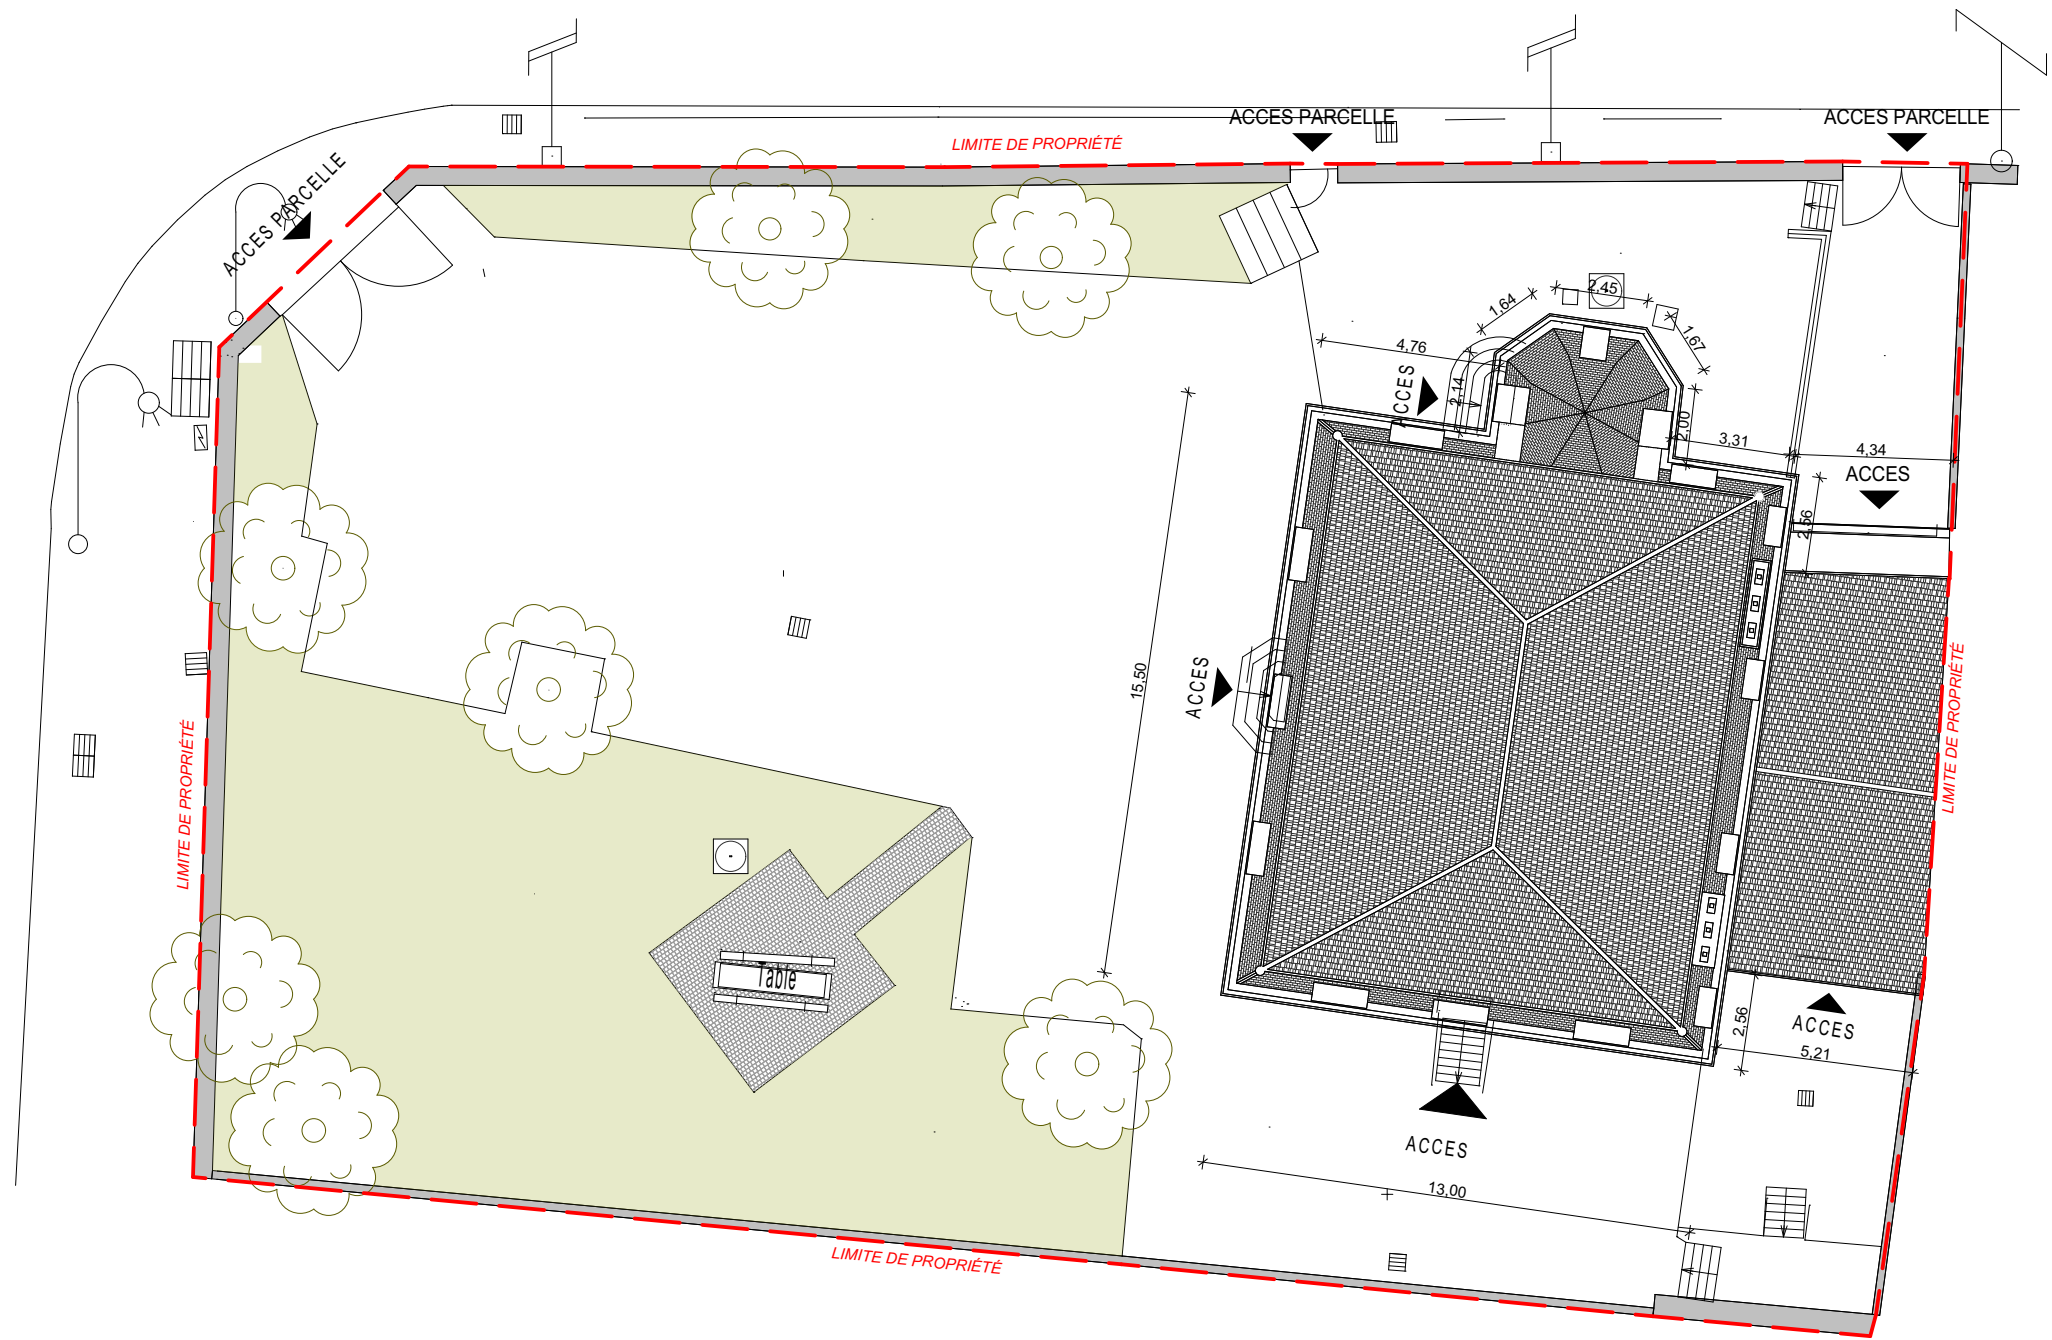 ACCES PARCELLE
ACCES PARCELLE
LIMITE DE PROPRIÉTÉ
ACCES PARCELLE
2,45
1,64
1,67
4,76
ACCES
2,14
2,00
3,31
4,34
ACCES
2,56
15,50
ACCES
LIMITE DE PROPRIÉTÉ
LIMITE DE PROPRIÉTÉ
Table
2,56
ACCES
5,21
ACCES
13,00
LIMITE DE PROPRIÉTÉ